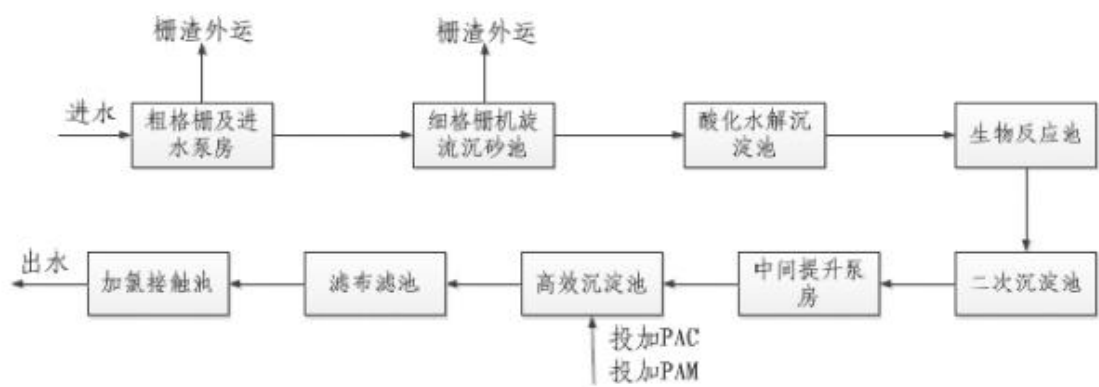 栅渣外运
栅渣外运
进水
粗格栅及进
水泵房
细格栅机旋
流沉砂池
酸化水解沉
淀池
生物反应池
出水
加氯接触池
滤布滤池
高效沉淀池
中间提升泵
房
二次沉淀池
投加PAC
投加PAM